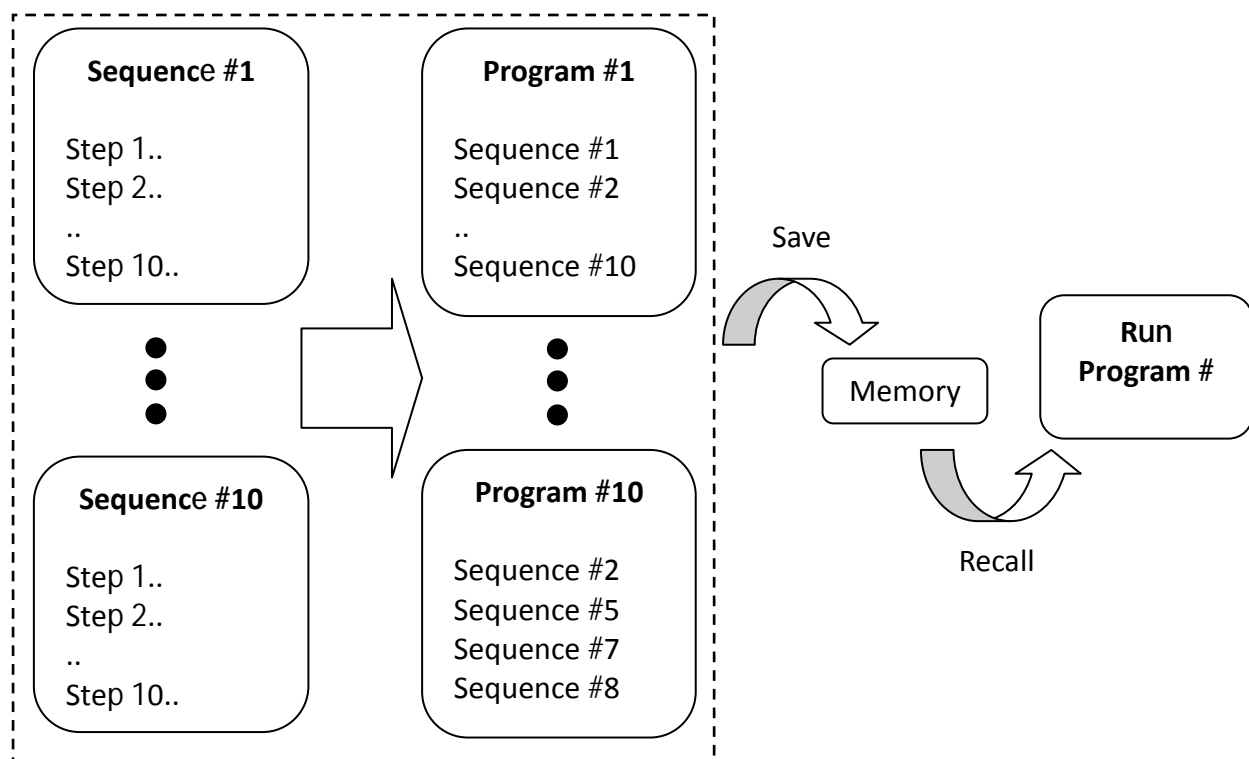 Sequence #1
Step 1..
Step 2..
..
Step 10..
Program #1
Sequence #1
Sequence #2
..
Sequence #10
Sequence #10
Step 1..
Step 2..
..
Step 10..
Program #10
Sequence #2
Sequence #5
Sequence #7
Sequence #8
Save
Memory
Recall
Run
Program #